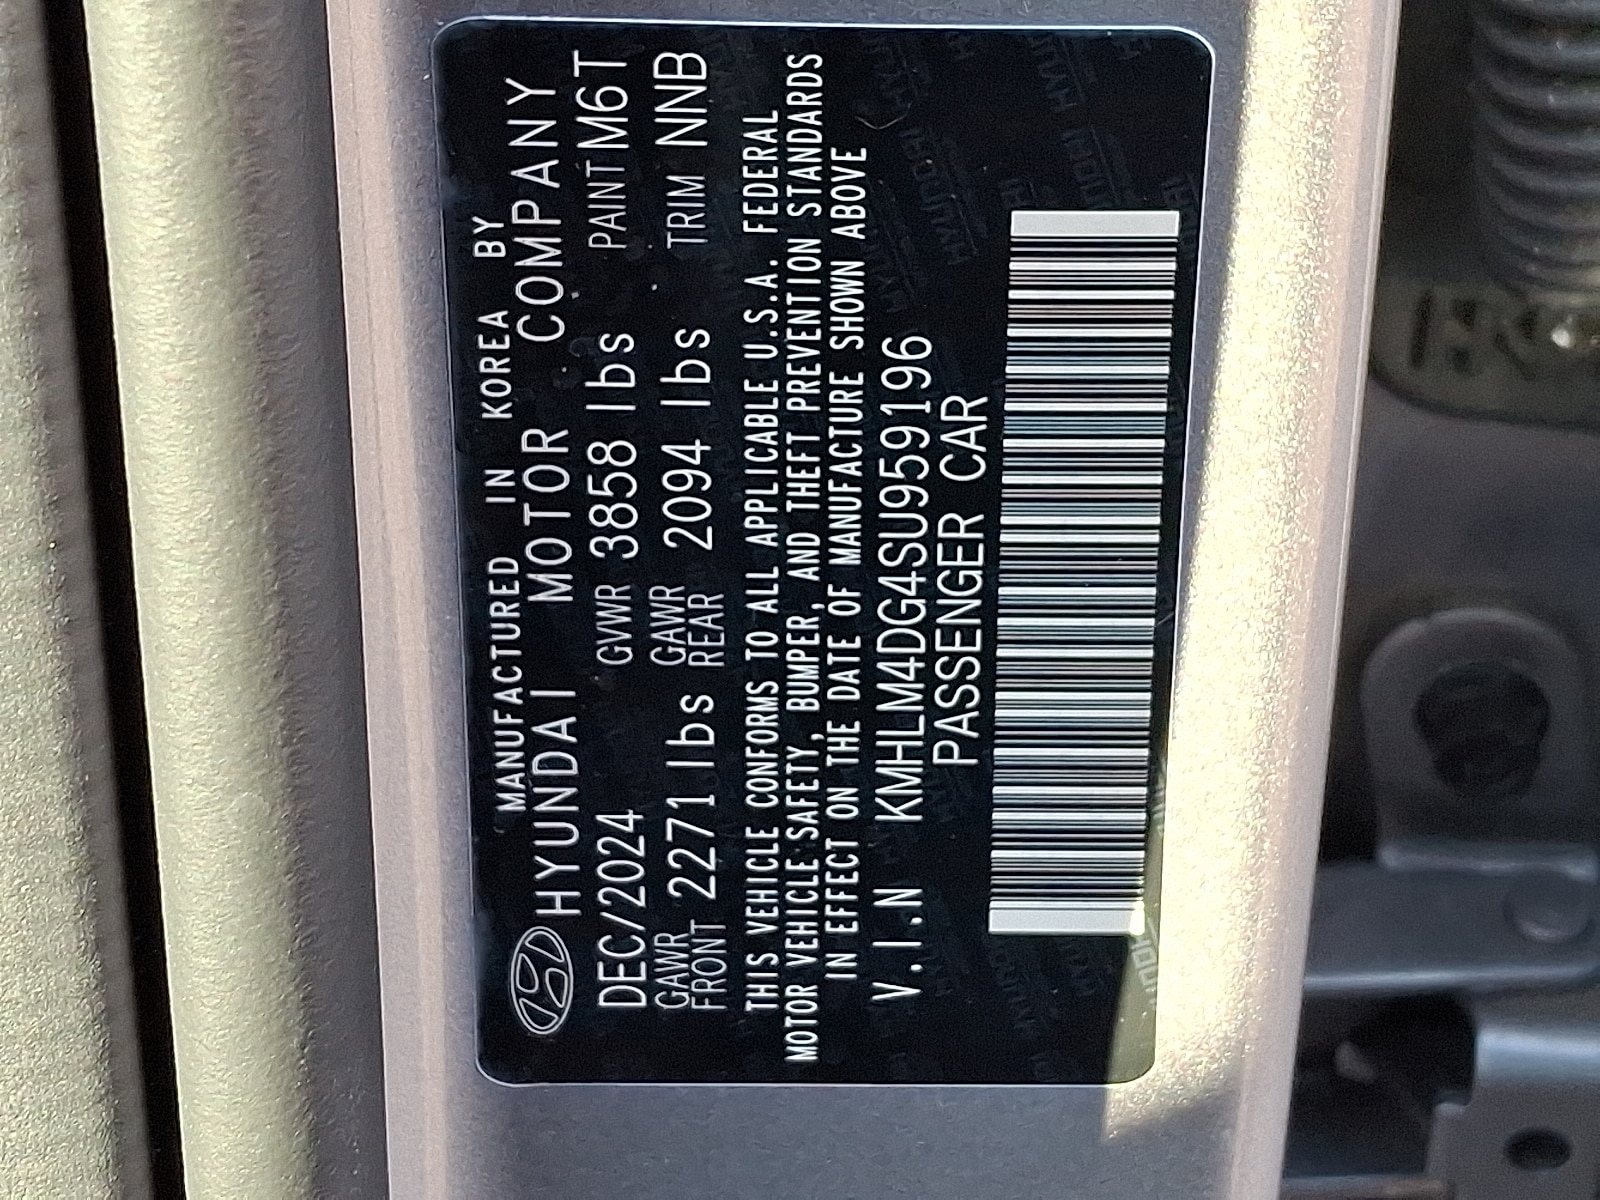 MANUFACTURED IN KOREA BY
HYUNDAI MOTOR COMPANY
DEC/2024 GVWR 3858 lbs PAINT M6T
GAWR FRONT 2271 lbs GAWR REAR 2094 lbs TRIM NNB
THIS VEHICLE CONFORMS TO ALL APPLICABLE U.S.A. FEDERAL
MOTOR VEHICLE SAFETY, BUMPER, AND THEFT PREVENTION STANDARDS
IN EFFECT ON THE DATE OF MANUFACTURE SHOWN ABOVE
V.I.N KMHLM4DG4SU959196
PASSENGER CAR